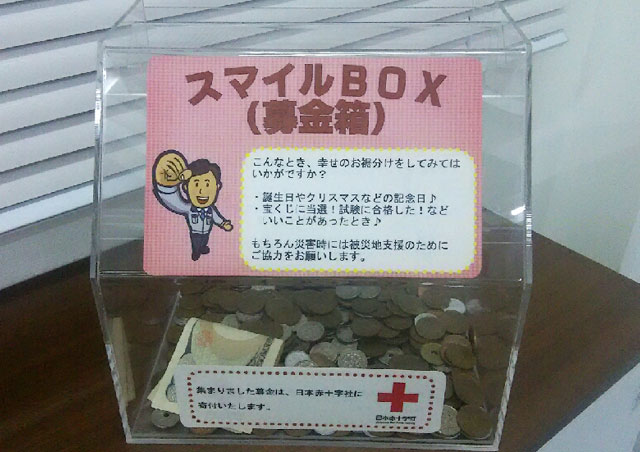 スマイルBOX
(募金箱)
こんなとき、幸せのお裾分けをしてみては
いかがですか？
・誕生日やクリスマスなどの記念日♪
・宝くじに当選！試験に合格した！など
いいことがあったとき♪
もちろん災害時には被災地支援のために
ご協力をお願いします。
集まりました募金は、日本赤十字社に
寄付いたします。
日本赤十字社